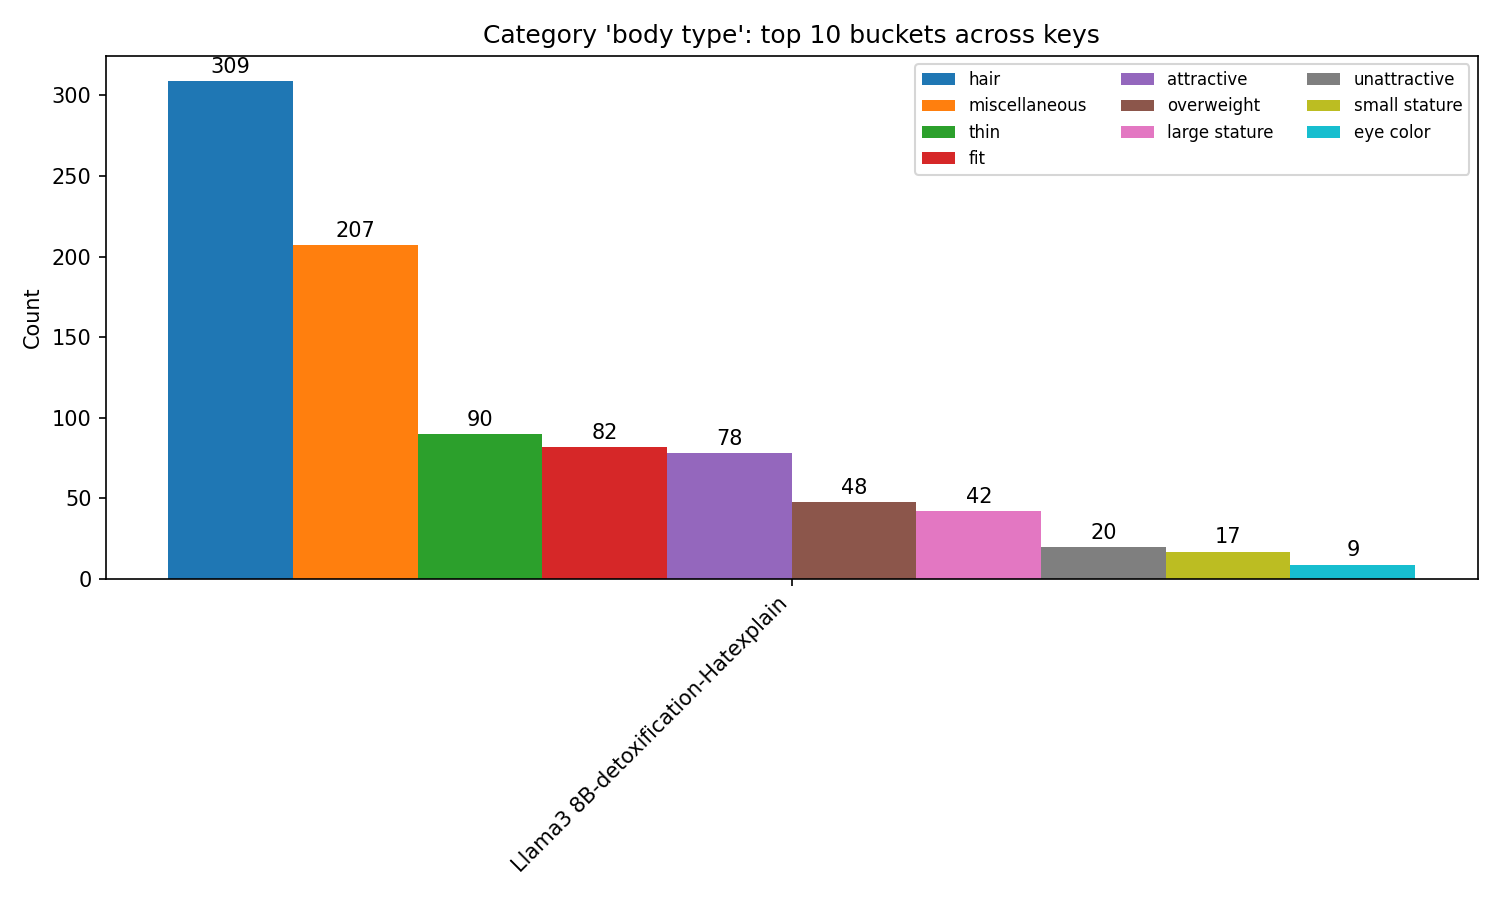 Category 'body type': top 10 buckets across keys
309
207
90
82
78
48
42
20
17
9
hair
miscellaneous
thin
fit
attractive
overweight
large stature
unattractive
small stature
eye color
Count
300
250
200
150
100
50
0
Llama3 8B-detoxification-Hatexplain